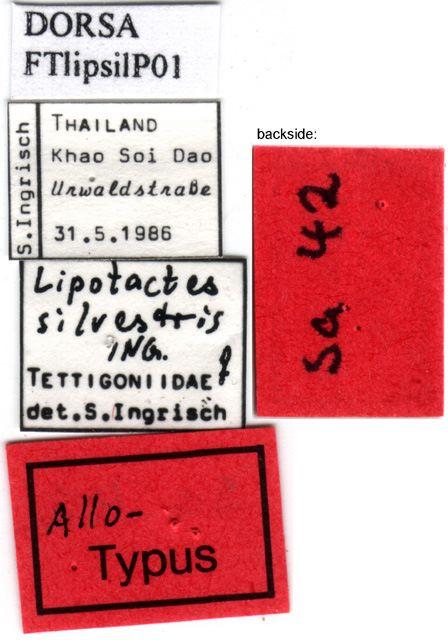 DORSA
FTlipsilP01
S. Ingrisch
THAILAND
Khao Soi Dao
Urwaldstraße
31.5.1986
Lipotactes
silvestris
ING.
TETTIGONIIDAE ♀
det. S. Ingrisch
Allo-
Typus
backside:
Sa 42